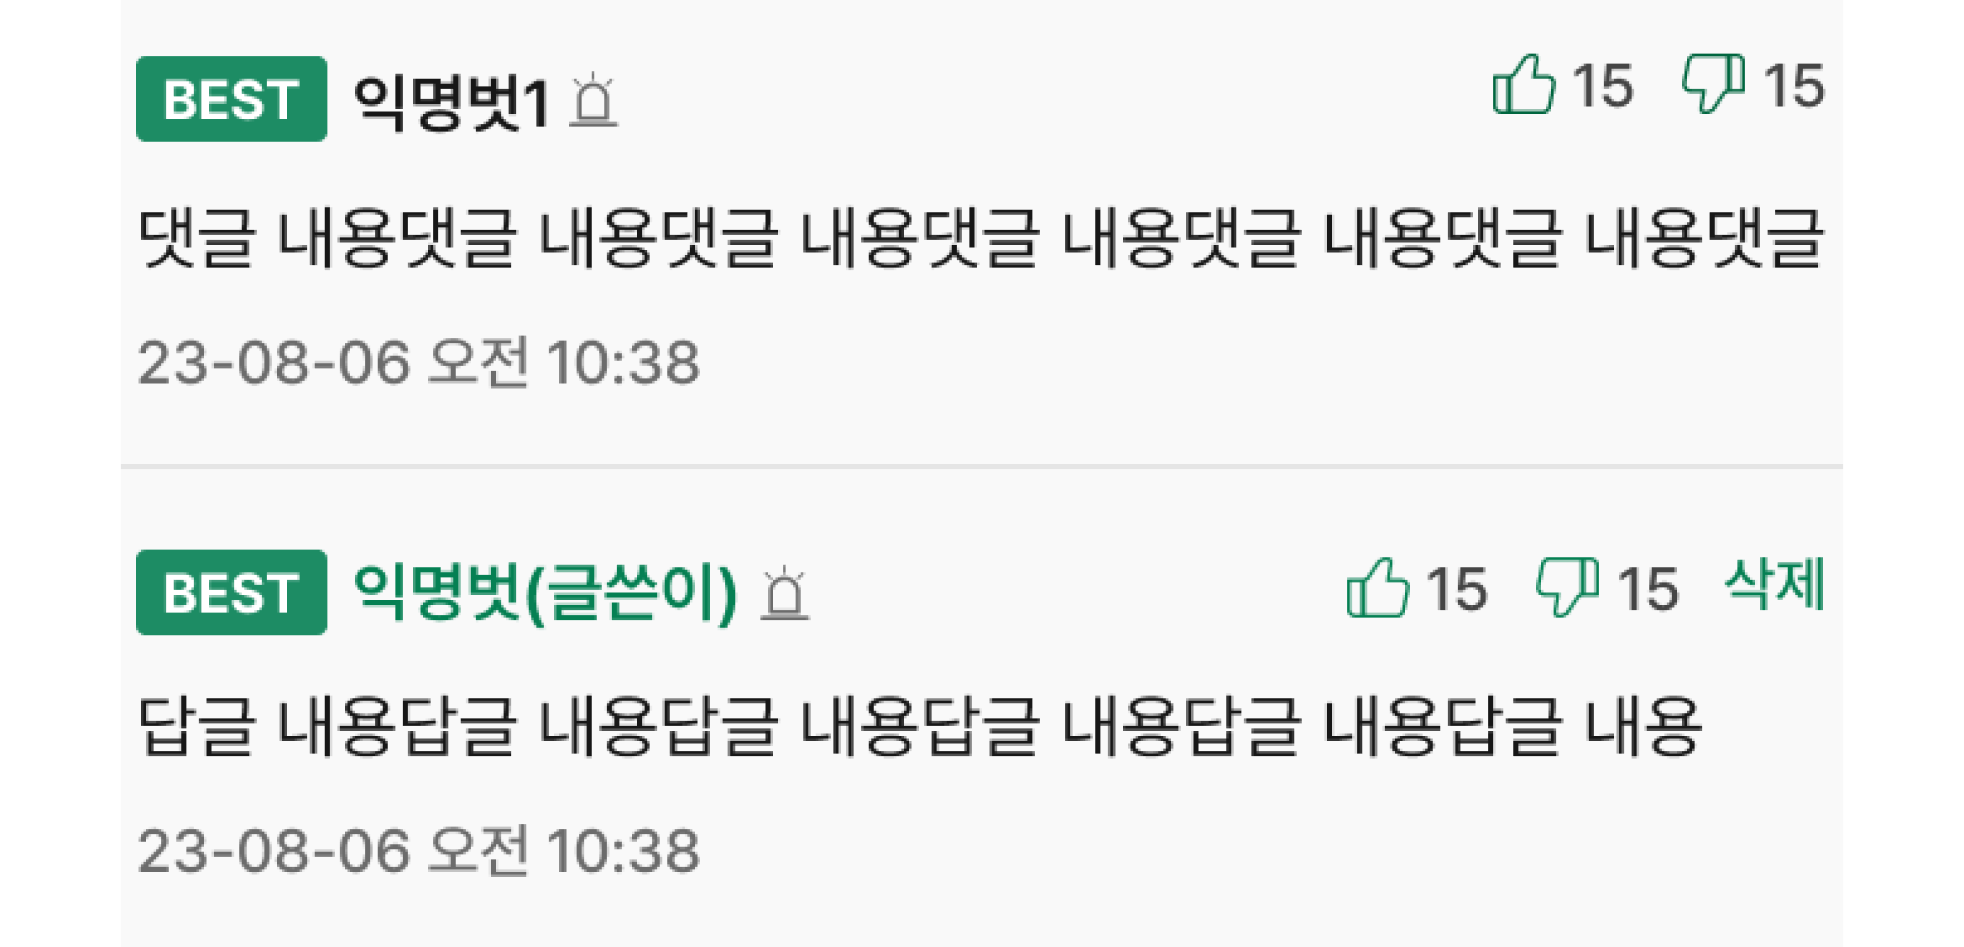 BEST 익명벗1 15 15
댓글 내용댓글 내용댓글 내용댓글 내용댓글 내용댓글 내용댓글
23-08-06 오전 10:38
BEST 익명벗(글쓴이) 15 15 삭제
답글 내용답글 내용답글 내용답글 내용답글 내용답글 내용
23-08-06 오전 10:38